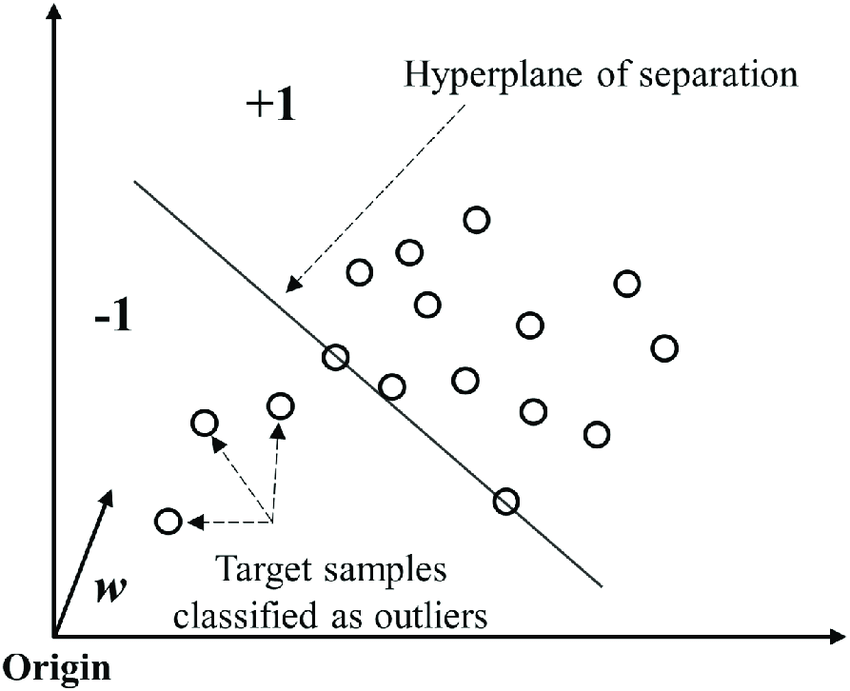 Hyperplane of separation
+1
-1
w
Target samples
classified as outliers
Origin